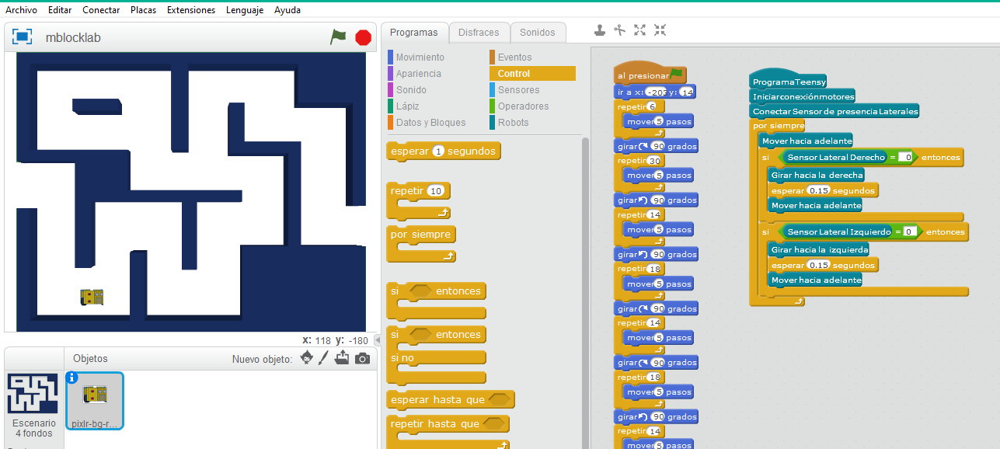 Archivo Editar Conectar Placas Extensiones Lenguaje Ayuda
mblocklab
x: 118 y: -180
Objetos Nuevo objeto:
Escenario
4 fondos
pixlr-bg-r...
Programas Disfraces Sonidos
Movimiento Eventos
Apariencia Control
Sonido Sensores
Lápiz Operadores
Datos y Bloques Robots
esperar 1 segundos
repetir 10
por siempre
si entonces
si entonces
si no
esperar hasta que
repetir hasta que
al presionar
ir a x: -203 y: 14
repetir 6
mover 5 pasos
girar 90 grados
repetir 30
mover 5 pasos
girar 90 grados
repetir 14
mover 5 pasos
girar 90 grados
repetir 18
mover 5 pasos
girar 90 grados
repetir 14
mover 5 pasos
girar 90 grados
repetir 18
mover 5 pasos
girar 90 grados
repetir 14
mover 5 pasos
ProgramaTeensy
Iniciarconexiónmotores
Conectar Sensor de presencia Laterales
por siempre
Mover hacia adelante
si Sensor Lateral Derecho = 0 entonces
Girar hacia la derecha
esperar 0.15 segundos
Mover hacia adelante
si Sensor Lateral Izquierdo = 0 entonces
Girar hacia la izquierda
esperar 0.15 segundos
Mover hacia adelante